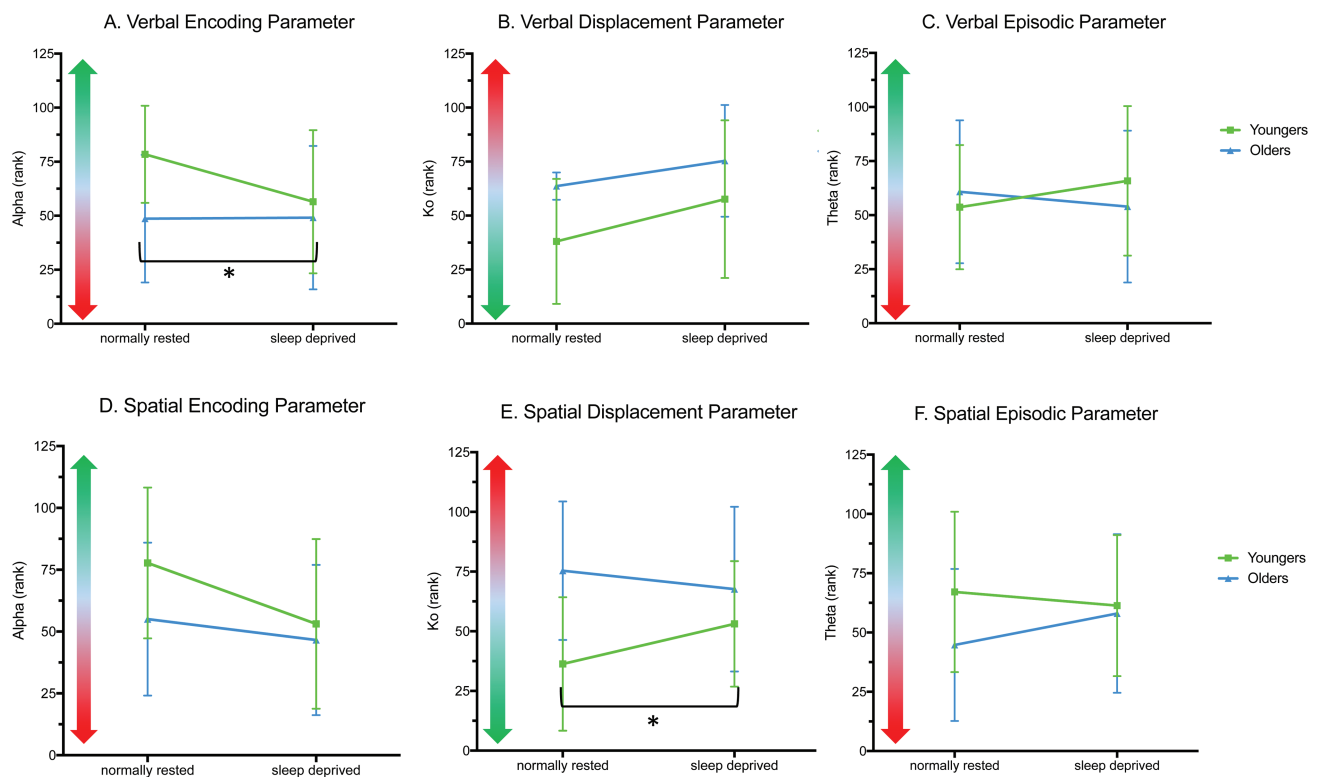 A. Verbal Encoding Parameter
125
100
75
50
25
0
Alpha (rank)
normally rested
sleep deprived
*
B. Verbal Displacement Parameter
125
100
75
50
25
0
Ko (rank)
normally rested
sleep deprived
C. Verbal Episodic Parameter
125
100
75
50
25
0
Theta (rank)
normally rested
sleep deprived
Youngers
Olders
D. Spatial Encoding Parameter
125
100
75
50
25
0
Alpha (rank)
normally rested
sleep deprived
E. Spatial Displacement Parameter
125
100
75
50
25
0
Ko (rank)
normally rested
sleep deprived
*
F. Spatial Episodic Parameter
125
100
75
50
25
0
Theta (rank)
normally rested
sleep deprived
Youngers
Olders